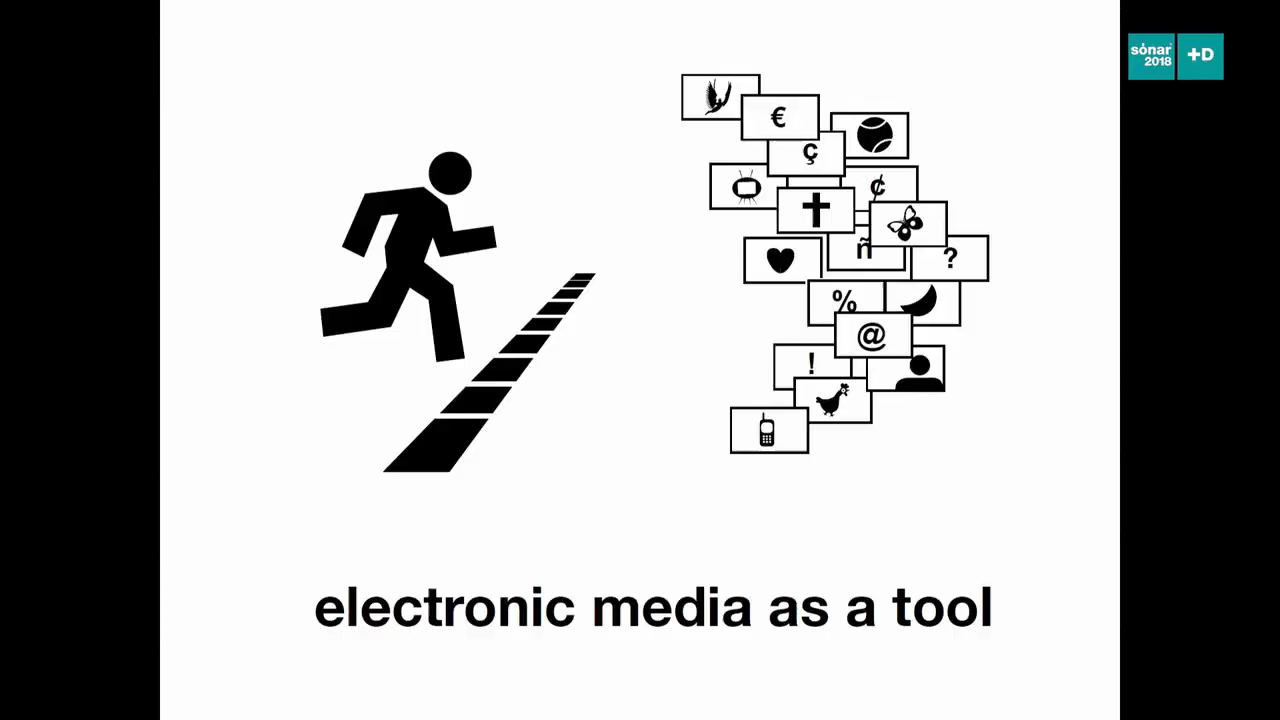 sónar
2018
+D
€
ç
¢
ñ
?
%
@
!
electronic media as a tool